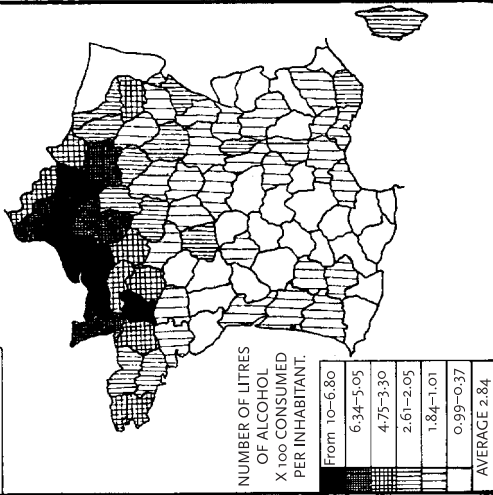 NUMBER OF LITRES
OF ALCOHOL
X 100 CONSUMED
PER INHABITANT.
From 10–6.80
6.34–5.05
4.75–3.30
2.61–2.05
1.84–1.01
0.99–0.37
AVERAGE 2.84